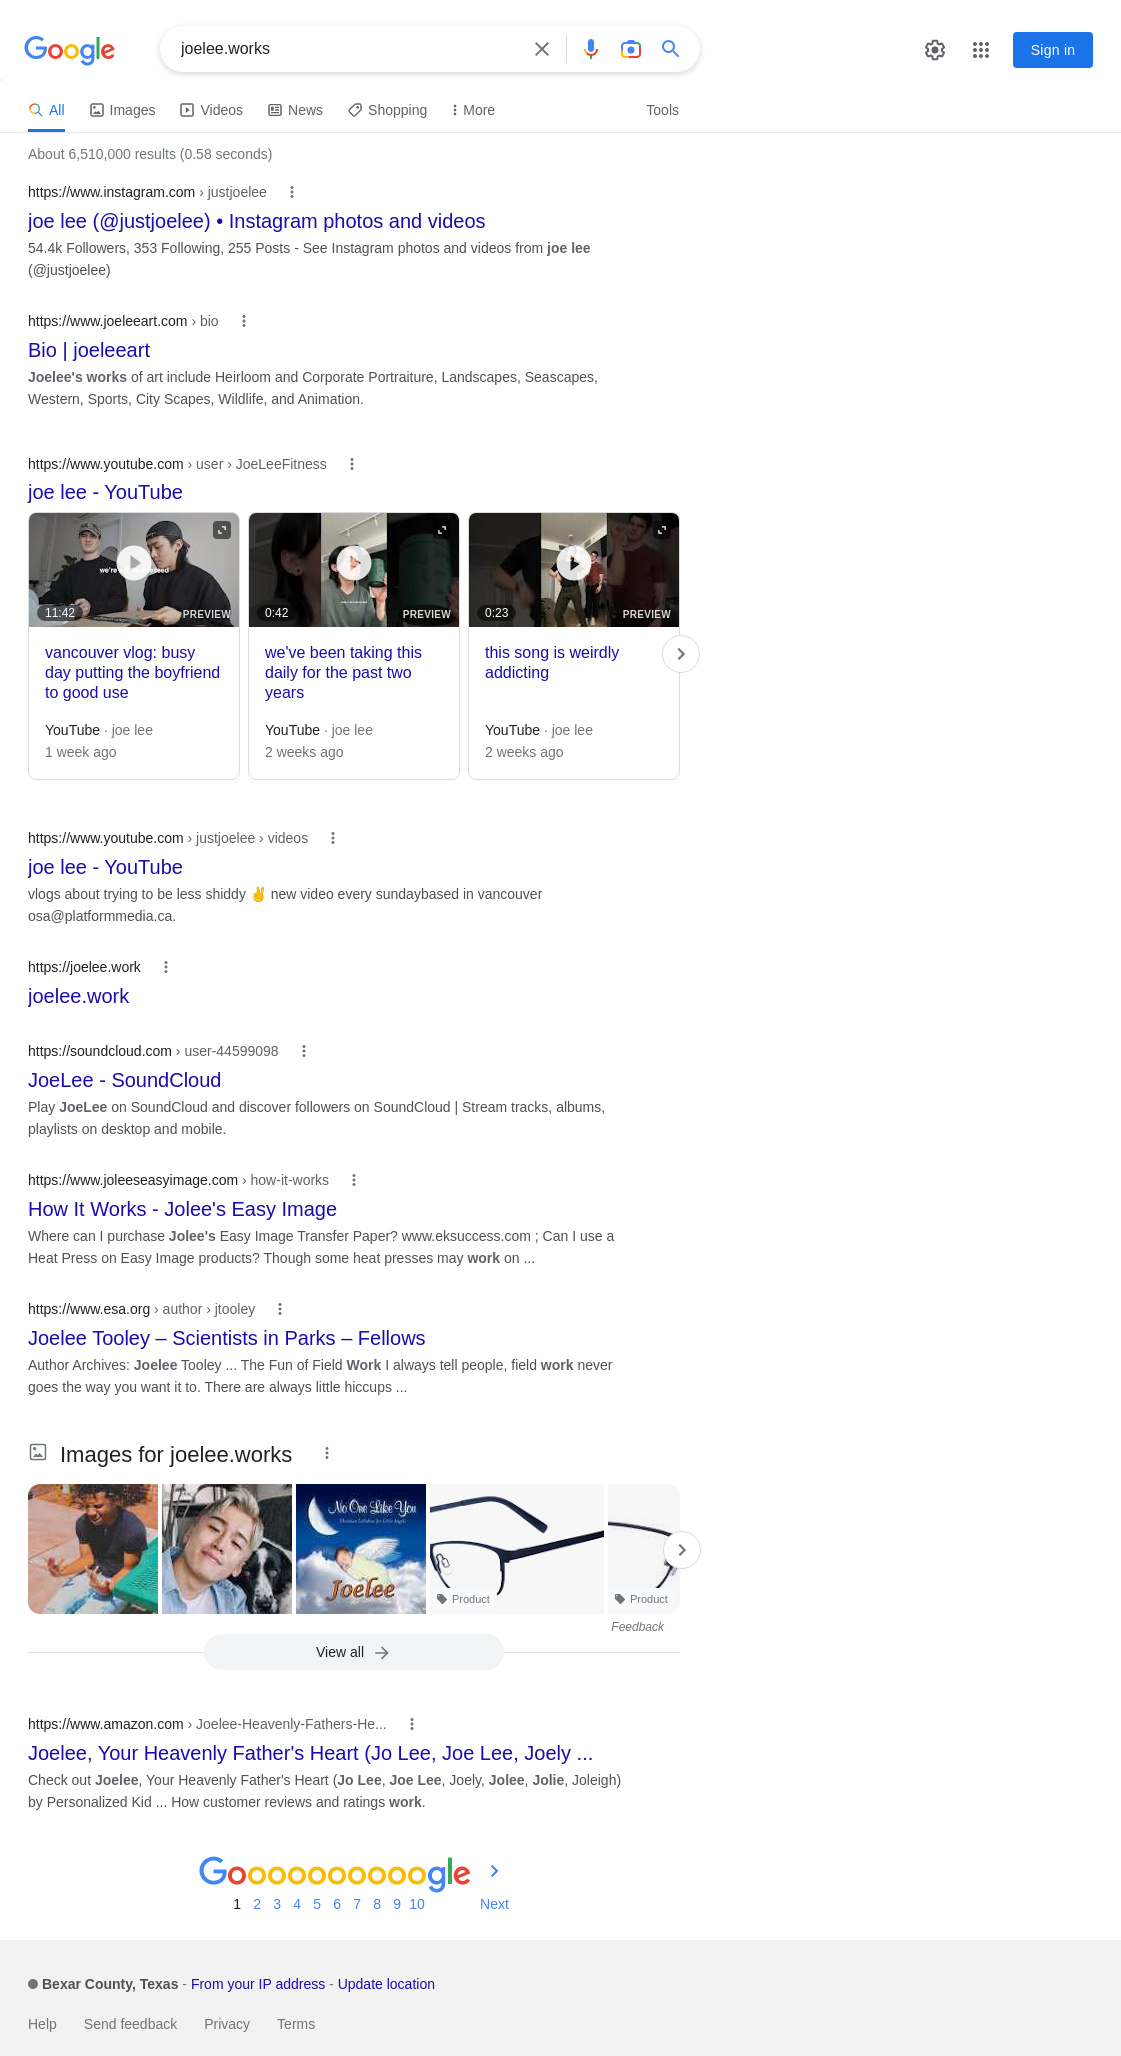 Google
joelee.works
Sign in
All
Images
Videos
News
Shopping
More
Tools
About 6,510,000 results (0.58 seconds)
https://www.instagram.com › justjoelee
joe lee (@justjoelee) • Instagram photos and videos
54.4k Followers, 353 Following, 255 Posts - See Instagram photos and videos from joe lee
(@justjoelee)
https://www.joeleeart.com › bio
Bio | joeleeart
Joelee's works of art include Heirloom and Corporate Portraiture, Landscapes, Seascapes,
Western, Sports, City Scapes, Wildlife, and Animation.
https://www.youtube.com › user › JoeLeeFitness
joe lee - YouTube
11:42
PREVIEW
vancouver vlog: busy
day putting the boyfriend
to good use
YouTube · joe lee
1 week ago
0:42
PREVIEW
we've been taking this
daily for the past two
years
YouTube · joe lee
2 weeks ago
0:23
PREVIEW
this song is weirdly
addicting
YouTube · joe lee
2 weeks ago
https://www.youtube.com › justjoelee › videos
joe lee - YouTube
vlogs about trying to be less shiddy ✌ new video every sundaybased in vancouver
osa@platformmedia.ca.
https://joelee.work
joelee.work
https://soundcloud.com › user-44599098
JoeLee - SoundCloud
Play JoeLee on SoundCloud and discover followers on SoundCloud | Stream tracks, albums,
playlists on desktop and mobile.
https://www.joleeseasyimage.com › how-it-works
How It Works - Jolee's Easy Image
Where can I purchase Jolee's Easy Image Transfer Paper? www.eksuccess.com ; Can I use a
Heat Press on Easy Image products? Though some heat presses may work on ...
https://www.esa.org › author › jtooley
Joelee Tooley – Scientists in Parks – Fellows
Author Archives: Joelee Tooley ... The Fun of Field Work I always tell people, field work never
goes the way you want it to. There are always little hiccups ...
Images for joelee.works
No One Like You
Joelee
Product
Product
Feedback
View all
https://www.amazon.com › Joelee-Heavenly-Fathers-He...
Joelee, Your Heavenly Father's Heart (Jo Lee, Joe Lee, Joely ...
Check out Joelee, Your Heavenly Father's Heart (Jo Lee, Joe Lee, Joely, Jolee, Jolie, Joleigh)
by Personalized Kid ... How customer reviews and ratings work.
Goooooooooogle
1 2 3 4 5 6 7 8 9 10 Next
Bexar County, Texas - From your IP address - Update location
Help
Send feedback
Privacy
Terms